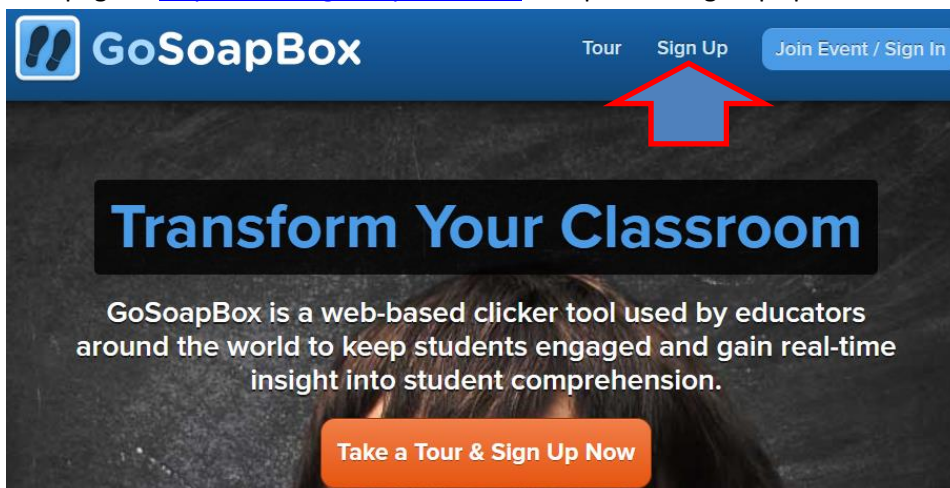 GoSoapBox
Tour Sign Up Join Event / Sign In
Transform Your Classroom
GoSoapBox is a web-based clicker tool used by educators
around the world to keep students engaged and gain real-time
insight into student comprehension.
Take a Tour & Sign Up Now